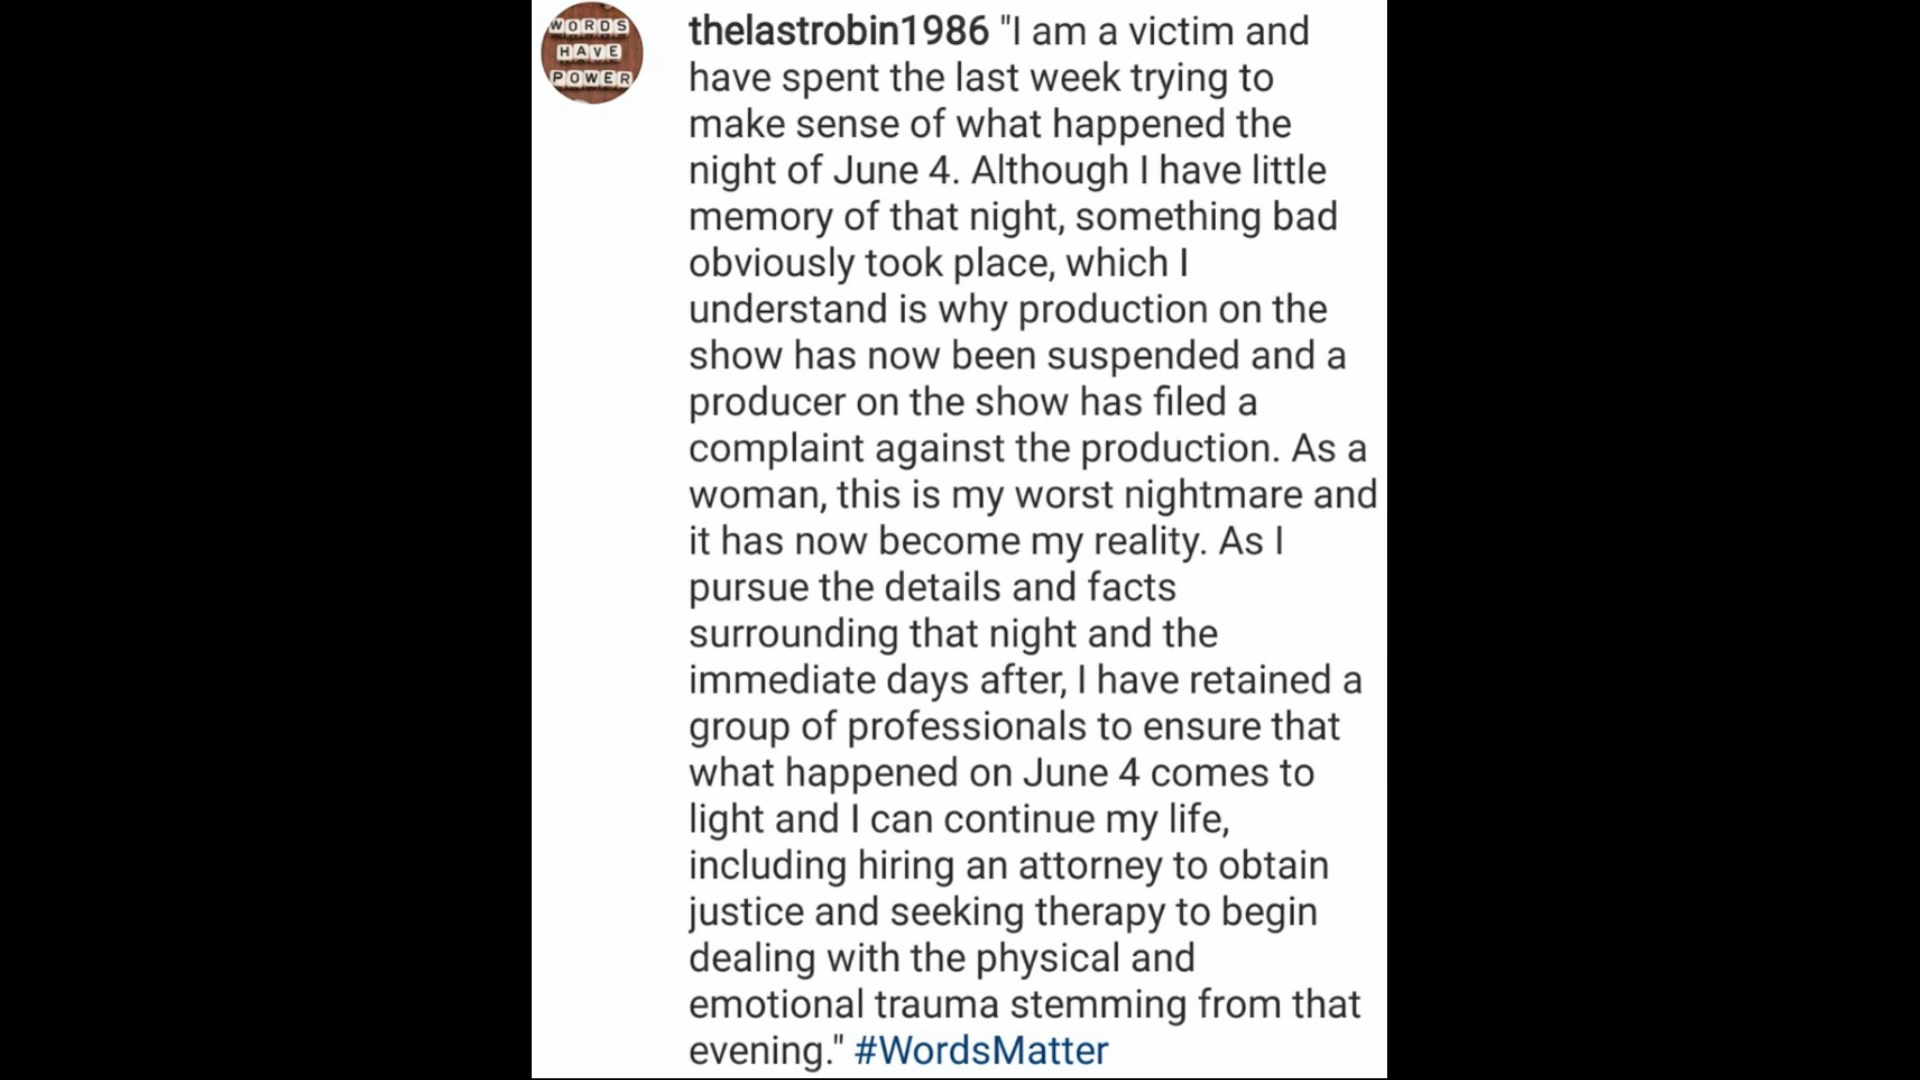 WORDS
HAVE
POWER
thelastrobin1986 "I am a victim and
have spent the last week trying to
make sense of what happened the
night of June 4. Although I have little
memory of that night, something bad
obviously took place, which I
understand is why production on the
show has now been suspended and a
producer on the show has filed a
complaint against the production. As a
woman, this is my worst nightmare and
it has now become my reality. As I
pursue the details and facts
surrounding that night and the
immediate days after, I have retained a
group of professionals to ensure that
what happened on June 4 comes to
light and I can continue my life,
including hiring an attorney to obtain
justice and seeking therapy to begin
dealing with the physical and
emotional trauma stemming from that
evening." #WordsMatter